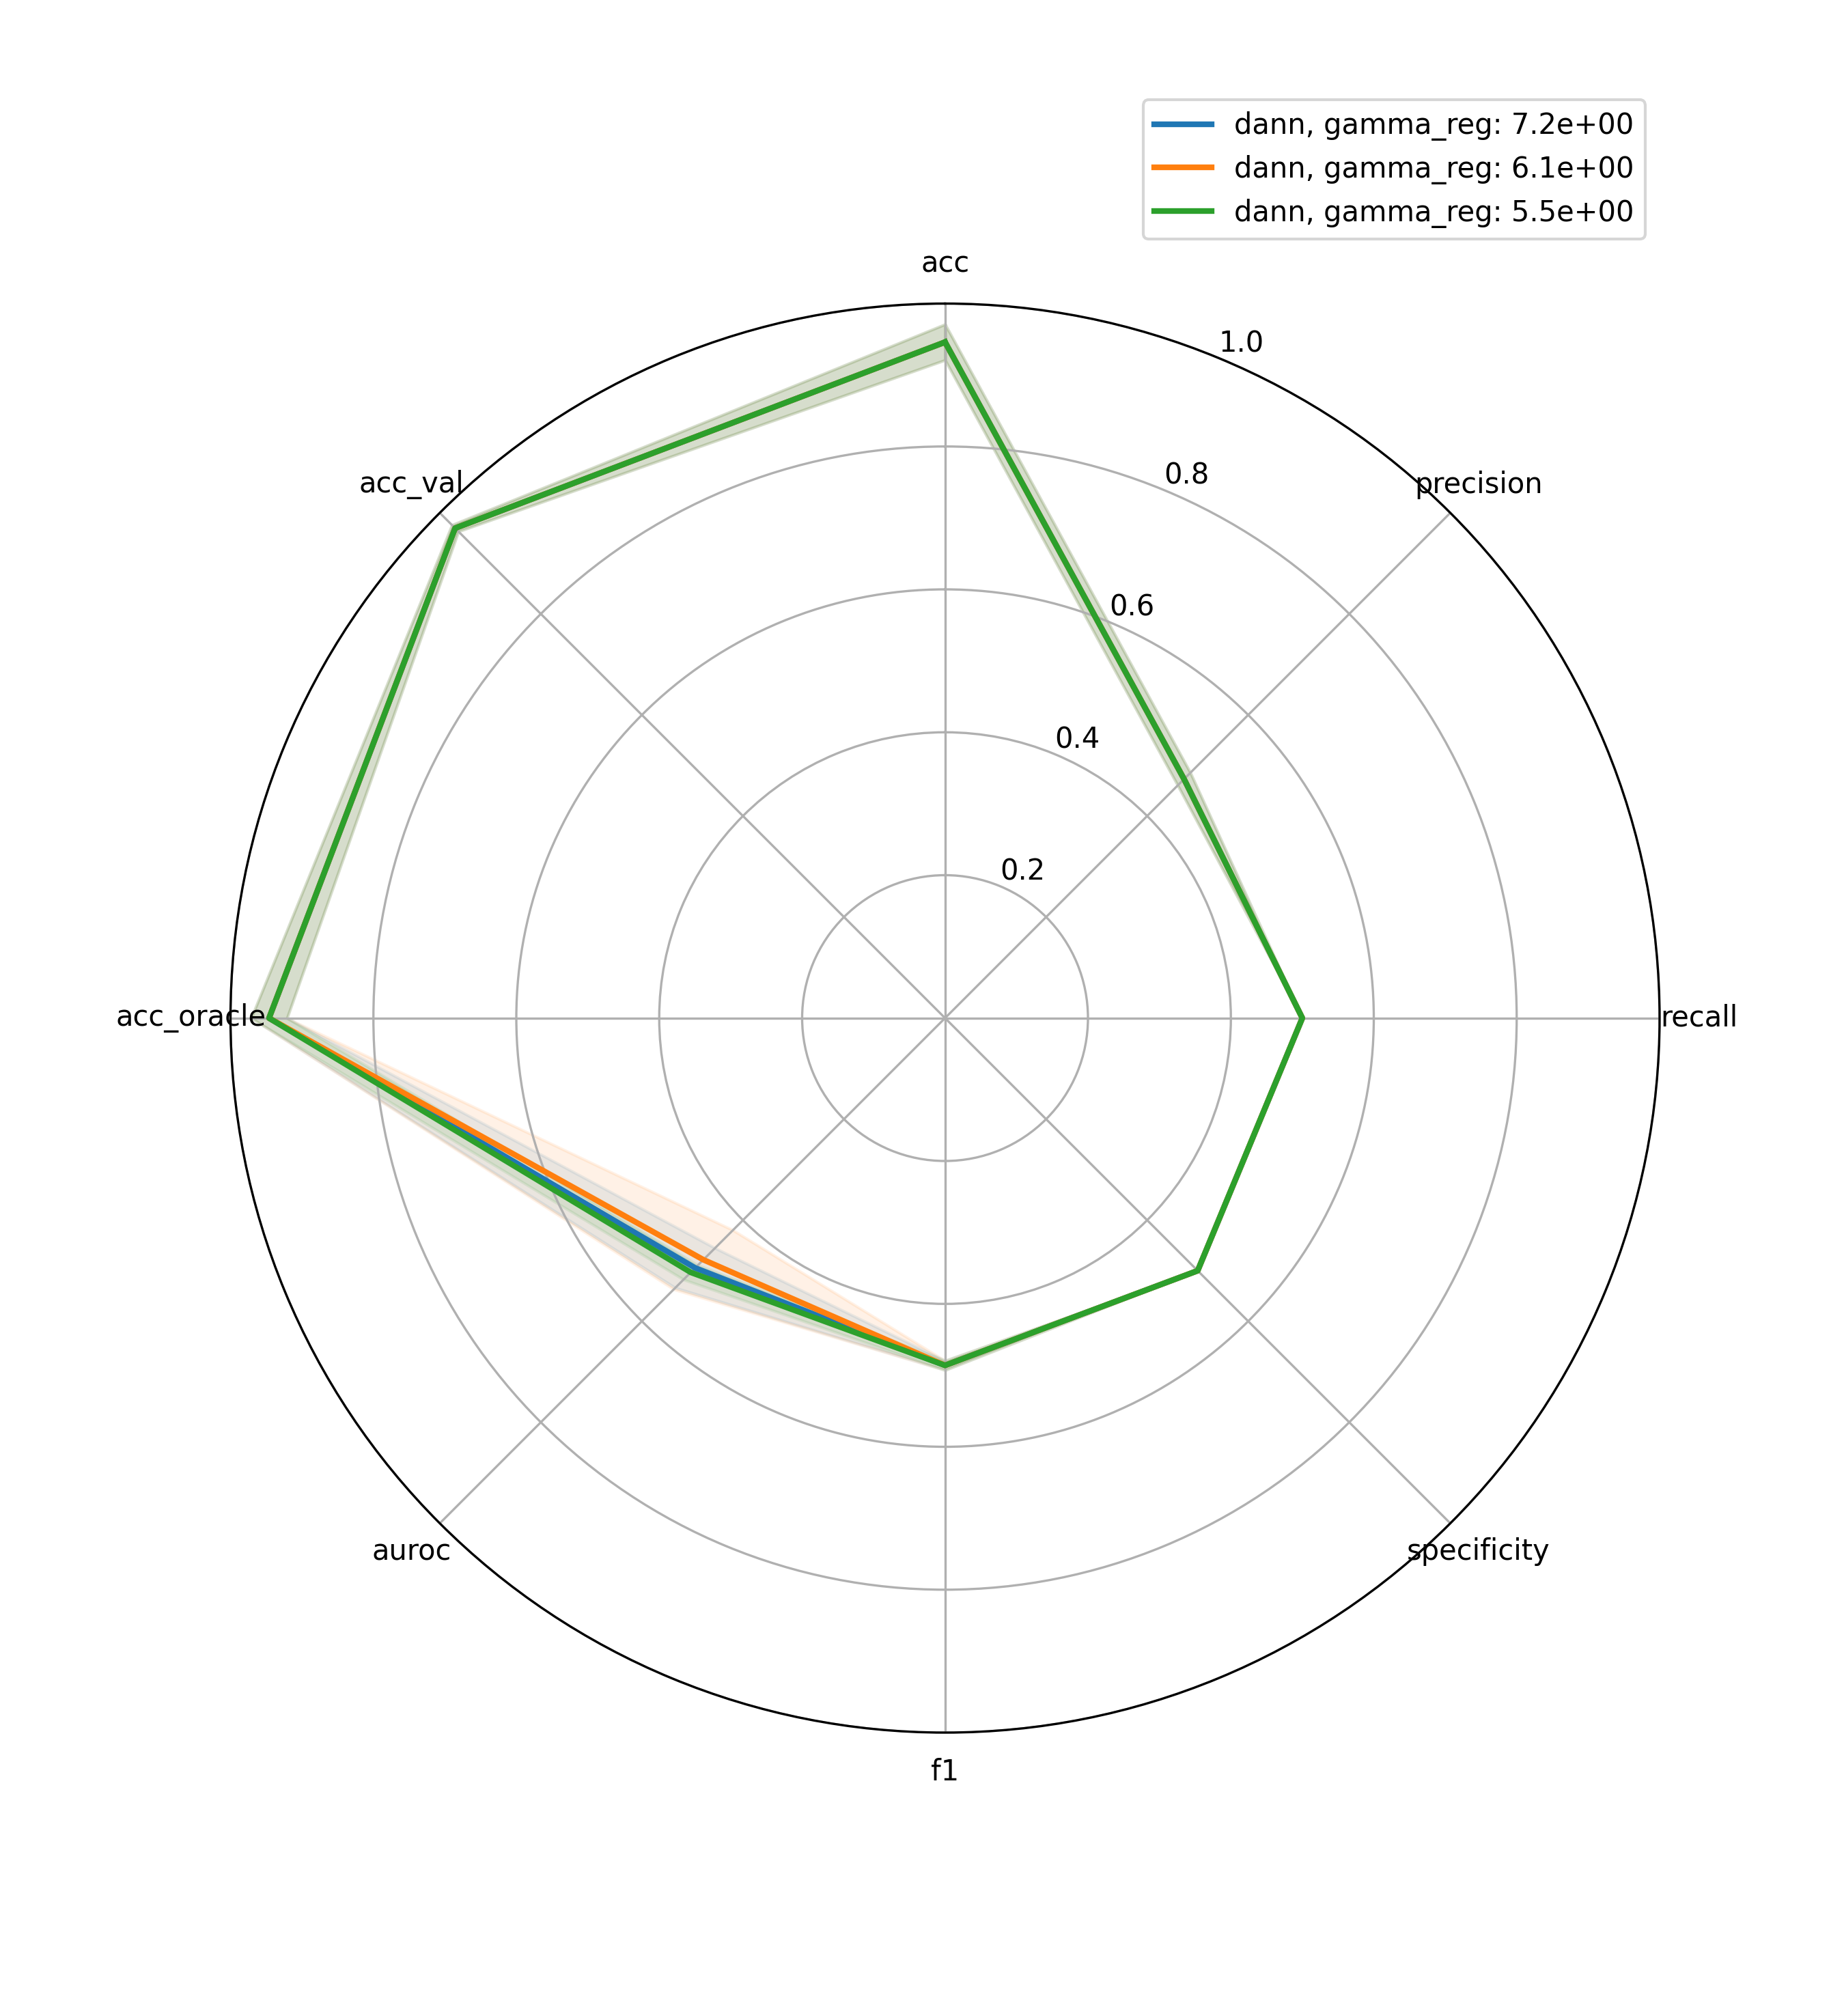 dann, gamma_reg: 7.2e+00
dann, gamma_reg: 6.1e+00
dann, gamma_reg: 5.5e+00
acc
1.0
acc_val
0.8
precision
0.6
0.4
0.2
acc_oracle
recall
auroc
specificity
f1